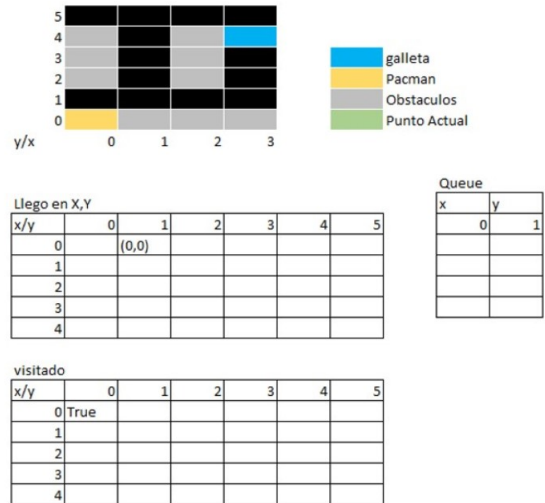 5
4
3
2
1
0
y/x 0 1 2 3
galleta
Pacman
Obstaculos
Punto Actual
Llego en X,Y
x/y 0 1 2 3 4 5
0 (0,0)
1
2
3
4
Queue
x y
0 1
visitado
x/y 0 1 2 3 4 5
0 True
1
2
3
4